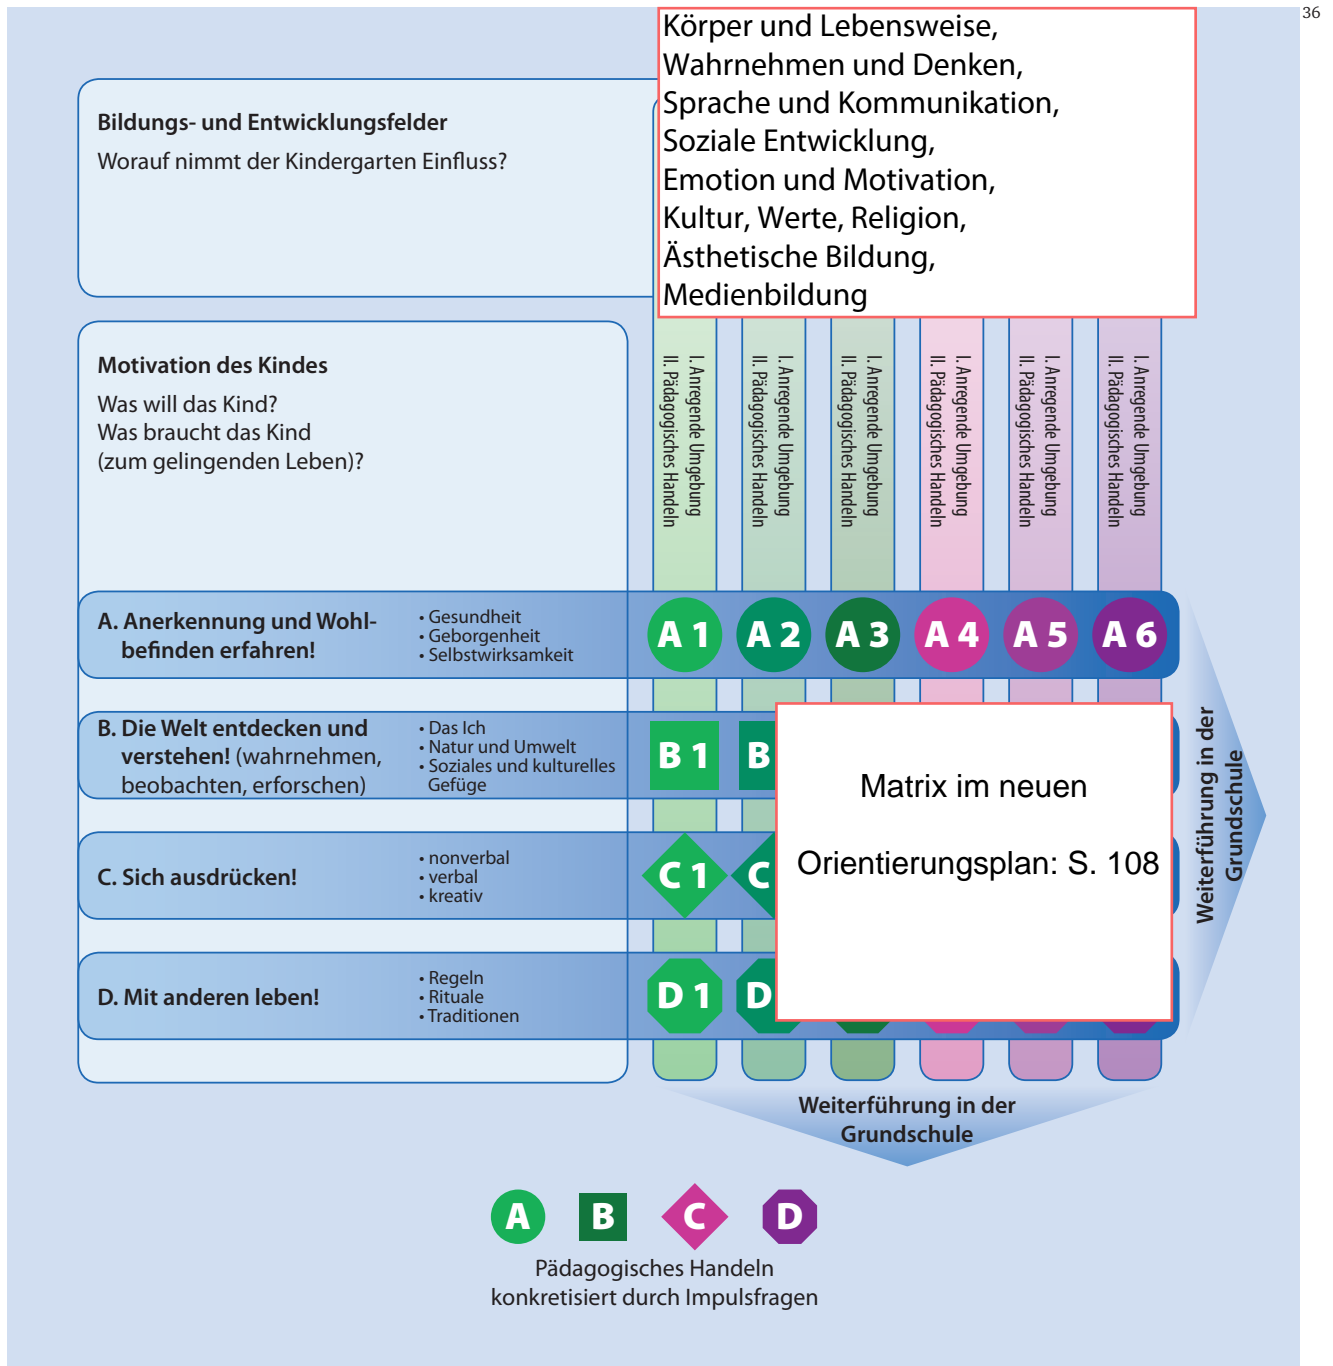 36
Körper und Lebensweise,
Wahrnehmen und Denken,
Sprache und Kommunikation,
Soziale Entwicklung,
Emotion und Motivation,
Kultur, Werte, Religion,
Ästhetische Bildung,
Medienbildung
Bildungs- und Entwicklungsfelder
Worauf nimmt der Kindergarten Einfluss?
Motivation des Kindes
Was will das Kind?
Was braucht das Kind
(zum gelingenden Leben)?
I. Anregende Umgebung
II. Pädagogisches Handeln
I. Anregende Umgebung
II. Pädagogisches Handeln
I. Anregende Umgebung
II. Pädagogisches Handeln
I. Anregende Umgebung
II. Pädagogisches Handeln
I. Anregende Umgebung
II. Pädagogisches Handeln
I. Anregende Umgebung
II. Pädagogisches Handeln
A. Anerkennung und Wohl-
befinden erfahren!
• Gesundheit
• Geborgenheit
• Selbstwirksamkeit
A 1 A 2 A 3 A 4 A 5 A 6
B. Die Welt entdecken und
verstehen! (wahrnehmen,
beobachten, erforschen)
• Das Ich
• Natur und Umwelt
• Soziales und kulturelles
Gefüge
B 1 B
C. Sich ausdrücken!
• nonverbal
• verbal
• kreativ
C 1 C
D. Mit anderen leben!
• Regeln
• Rituale
• Traditionen
D 1 D
Matrix im neuen
Orientierungsplan: S. 108
Weiterführung in der
Grundschule
Weiterführung in der
Grundschule
A B C D
Pädagogisches Handeln
konkretisiert durch Impulsfragen